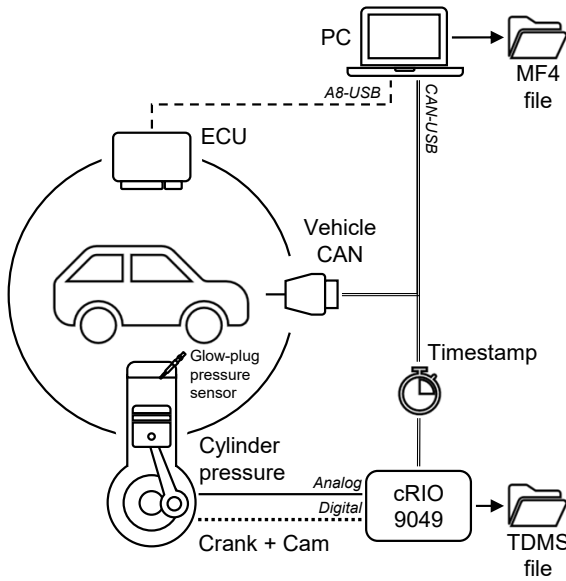 PC
MF4
file
A8-USB
CAN-USB
ECU
Vehicle
CAN
Timestamp
Glow-plug
pressure
sensor
Cylinder
pressure
Analog
Digital
cRIO
9049
Crank + Cam
TDMS
file